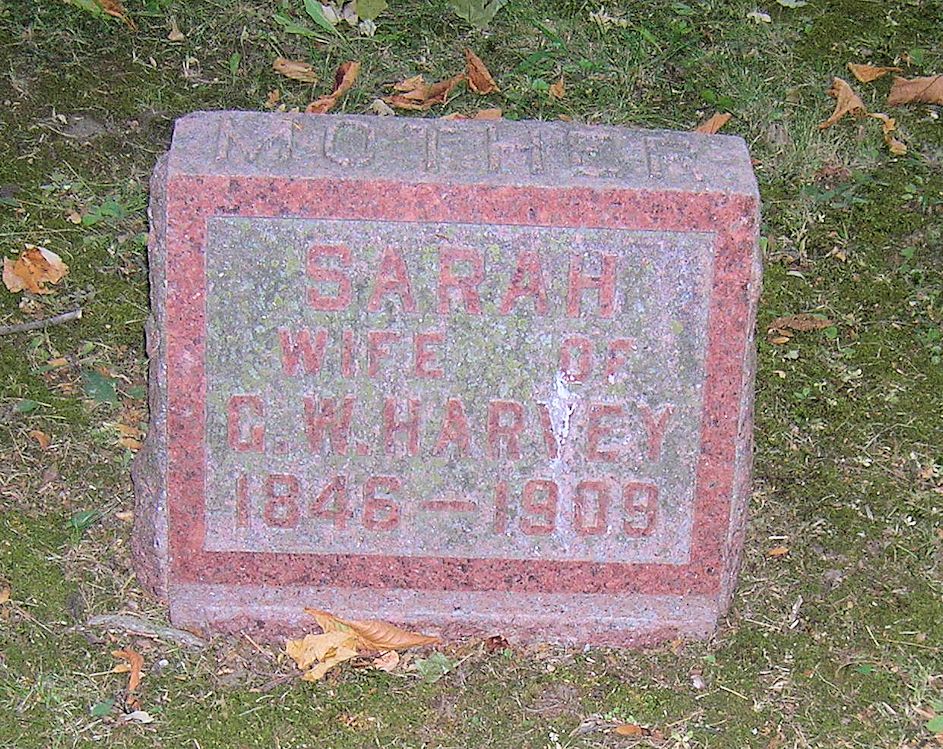 MOTHER
SARAH
WIFE OF
G.W.HARVEY
1846—1909